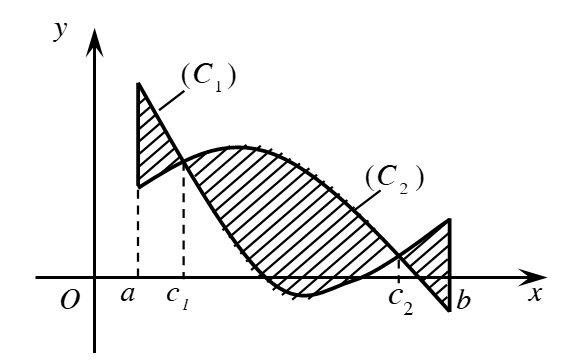 y
(C₁)
(C₂)
O a c₁ c₂ b x